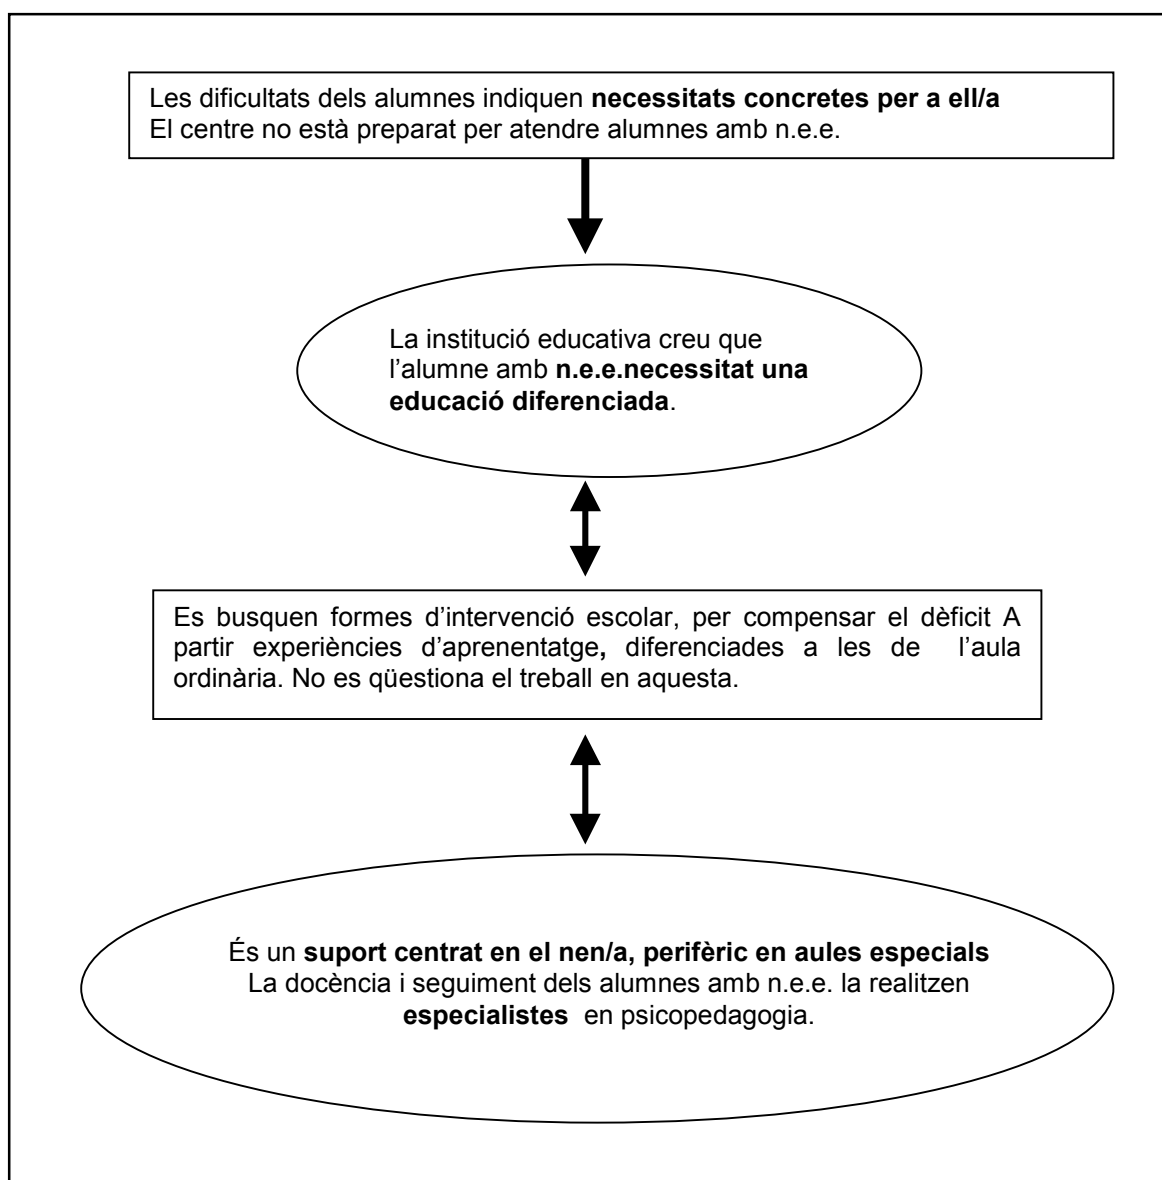 Les dificultats dels alumnes indiquen necessitats concretes per a ell/a
El centre no està preparat per atendre alumnes amb n.e.e.
La institució educativa creu que
l’alumne amb n.e.e.necessitat una
educació diferenciada.
Es busquen formes d’intervenció escolar, per compensar el dèficit A
partir experiències d’aprenentatge, diferenciades a les de l’aula
ordinària. No es qüestiona el treball en aquesta.
És un suport centrat en el nen/a, perifèric en aules especials
La docència i seguiment dels alumnes amb n.e.e. la realitzen
especialistes en psicopedagogia.